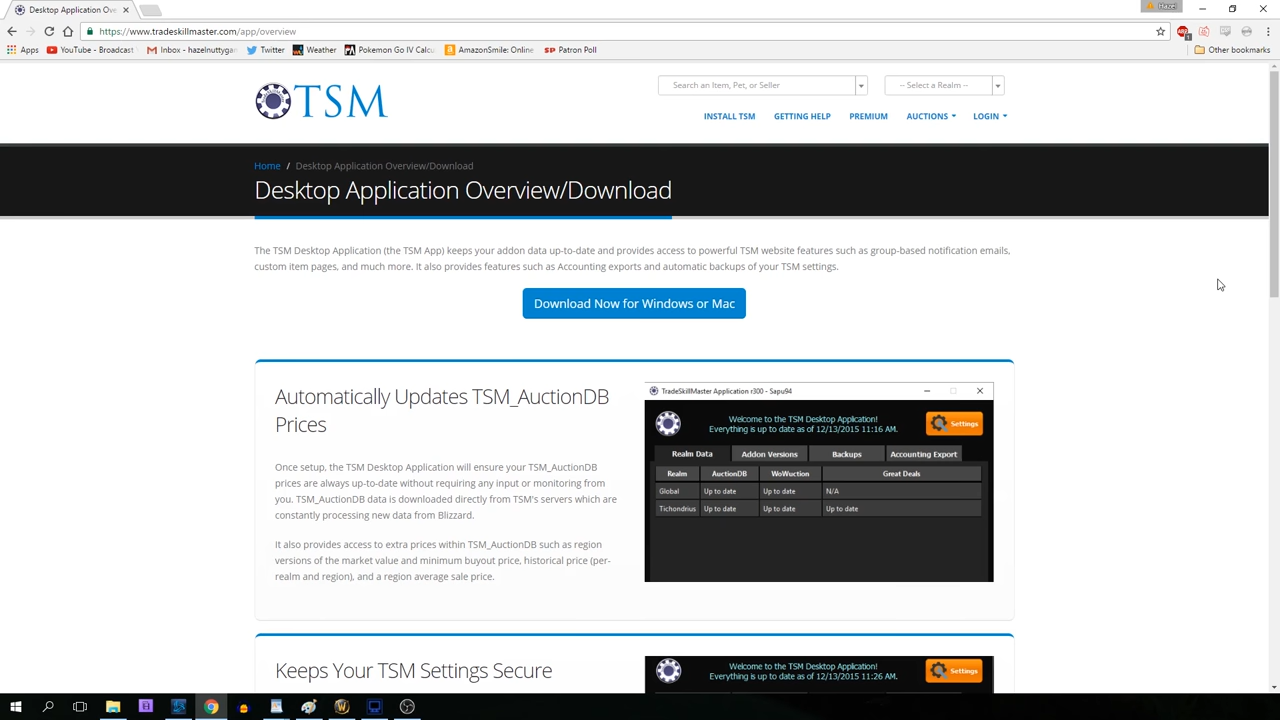 Desktop Application Ove
Hazel
https://www.tradeskillmaster.com/app/overview
Apps
YouTube - Broadcast
Inbox - hazelnuttygam
Twitter
Weather
Pokemon Go IV Calcu
AmazonSmile: Online
SP Patron Poll
Other bookmarks
TSM
Search an Item, Pet, or Seller
-- Select a Realm --
INSTALL TSM
GETTING HELP
PREMIUM
AUCTIONS
LOGIN
Home / Desktop Application Overview/Download
Desktop Application Overview/Download
The TSM Desktop Application (the TSM App) keeps your addon data up-to-date and provides access to powerful TSM website features such as group-based notification emails,
custom item pages, and much more. It also provides features such as Accounting exports and automatic backups of your TSM settings.
Download Now for Windows or Mac
Automatically Updates TSM_AuctionDB
Prices
Once setup, the TSM Desktop Application will ensure your TSM_AuctionDB
prices are always up-to-date without requiring any input or monitoring from
you. TSM_AuctionDB data is downloaded directly from TSM's servers which are
constantly processing new data from Blizzard.
It also provides access to extra prices within TSM_AuctionDB such as region
versions of the market value and minimum buyout price, historical price (per-
realm and region), and a region average sale price.
TradeSkillMaster Application r300 - Sapu94
Welcome to the TSM Desktop Application!
Everything is up to date as of 12/13/2015 11:16 AM.
Settings
Realm Data
Addon Versions
Backups
Accounting Export
Realm AuctionDB WoWuction Great Deals
Global Up to date Up to date N/A
Tichondrius Up to date Up to date Up to date
Keeps Your TSM Settings Secure
Welcome to the TSM Desktop Application!
Everything is up to date as of 12/13/2015 11:26 AM.
Settings